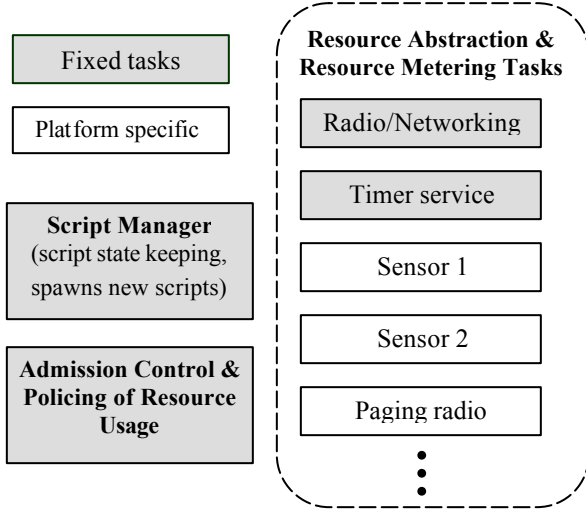 Fixed tasks
Platform specific
Script Manager
(script state keeping,
spawns new scripts)
Admission Control &
Policing of Resource
Usage
Resource Abstraction &
Resource Metering Tasks
Radio/Networking
Timer service
Sensor 1
Sensor 2
Paging radio